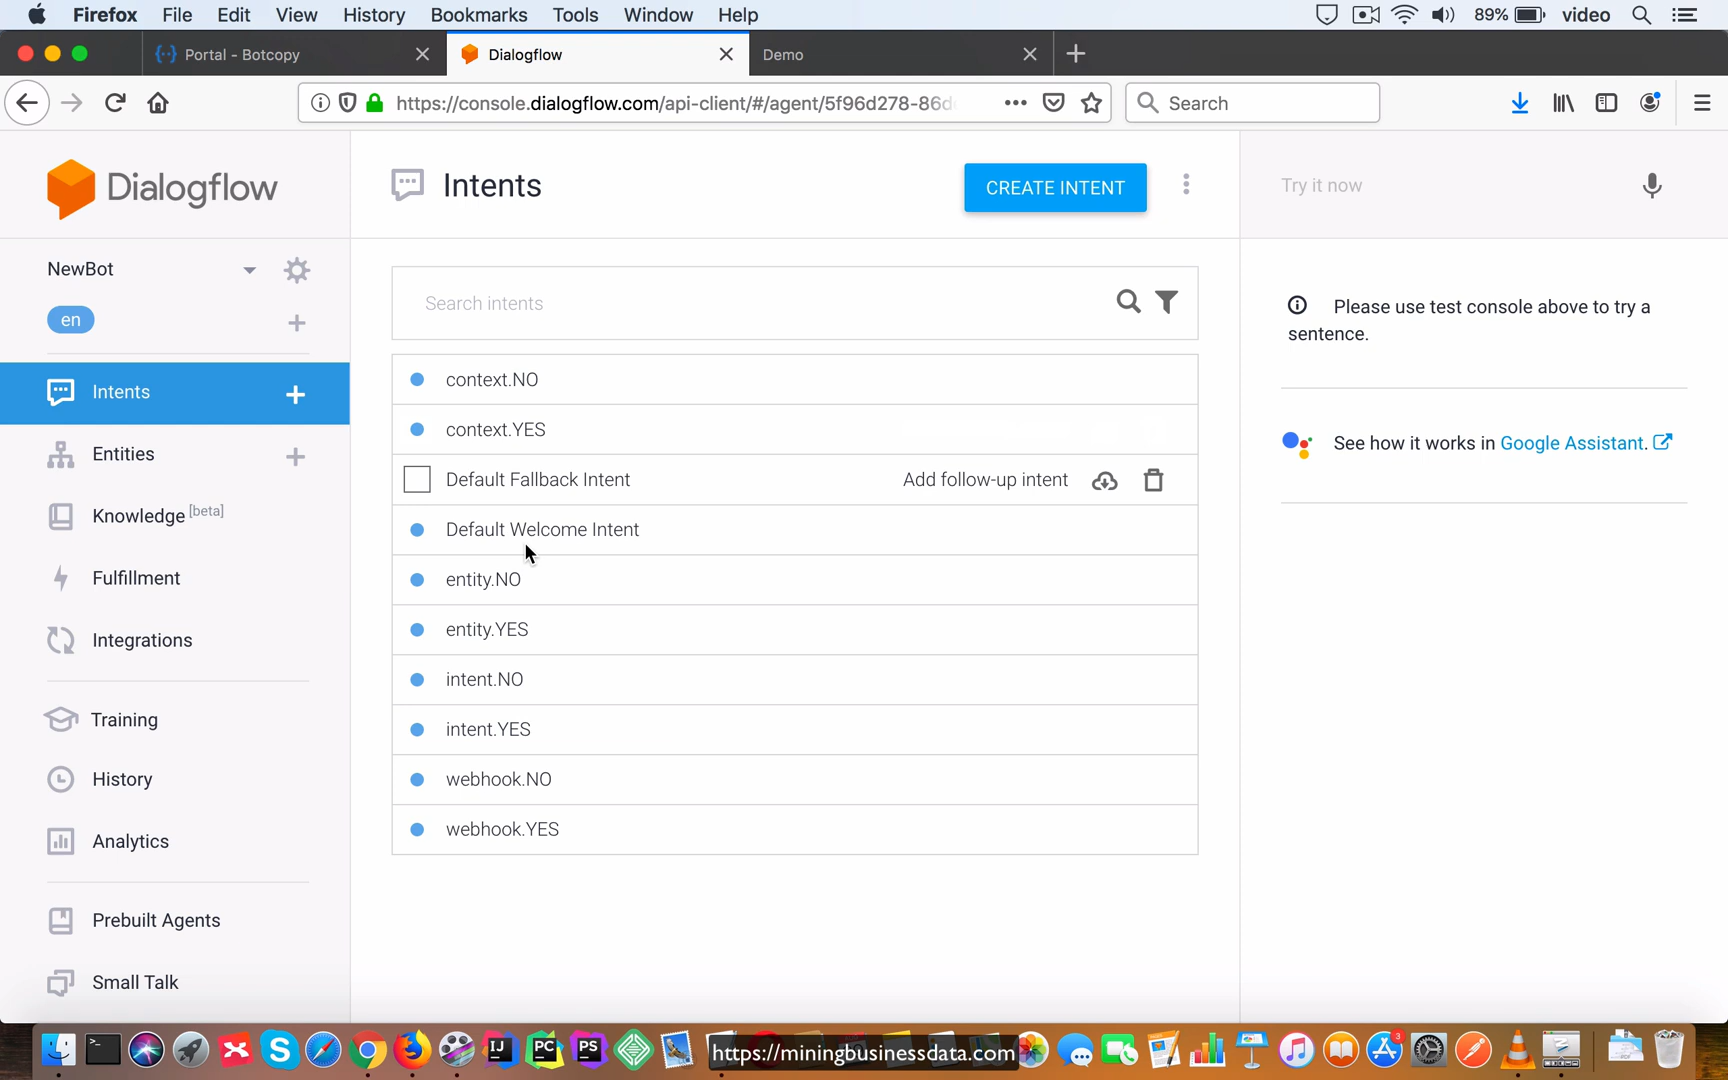 Firefox File Edit View History Bookmarks Tools Window Help 89% video
Portal - Botcopy Dialogflow Demo
https://console.dialogflow.com/api-client/#/agent/5f96d278-86d Search
Dialogflow
Intents
CREATE INTENT
Try it now
NewBot
en
Search intents
Please use test console above to try a
sentence.
Intents
context.NO
context.YES
See how it works in Google Assistant.
Entities
Default Fallback Intent Add follow-up intent
Knowledge [beta]
Default Welcome Intent
Fulfillment
entity.NO
entity.YES
Integrations
intent.NO
Training
intent.YES
History
webhook.NO
Analytics
webhook.YES
Prebuilt Agents
Small Talk
IJ PC PS 3
https://miningbusinessdata.com